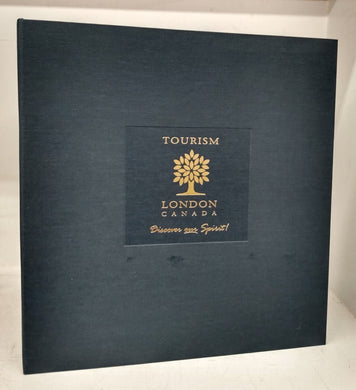 TOURISM
LONDON
CANADA
Discover our Spirit!